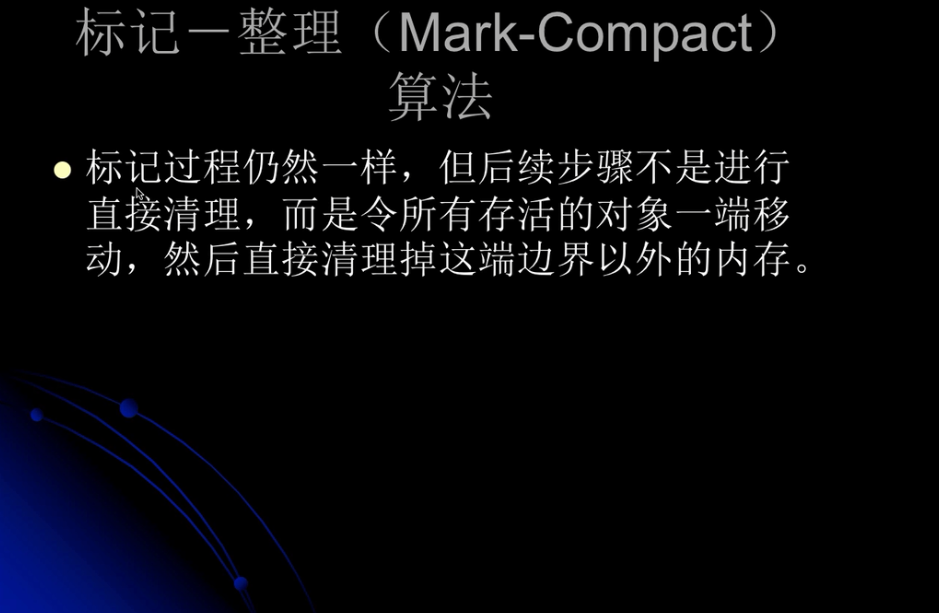 标记－整理（Mark-Compact）
算法
标记过程仍然一样，但后续步骤不是进行
直接清理，而是令所有存活的对象一端移
动，然后直接清理掉这端边界以外的内存。